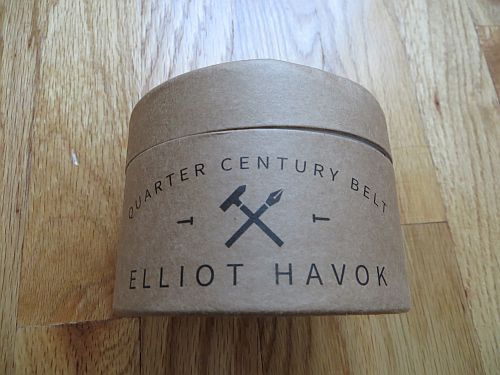 QUARTER CENTURY BELT
ELLIOT HAVOK